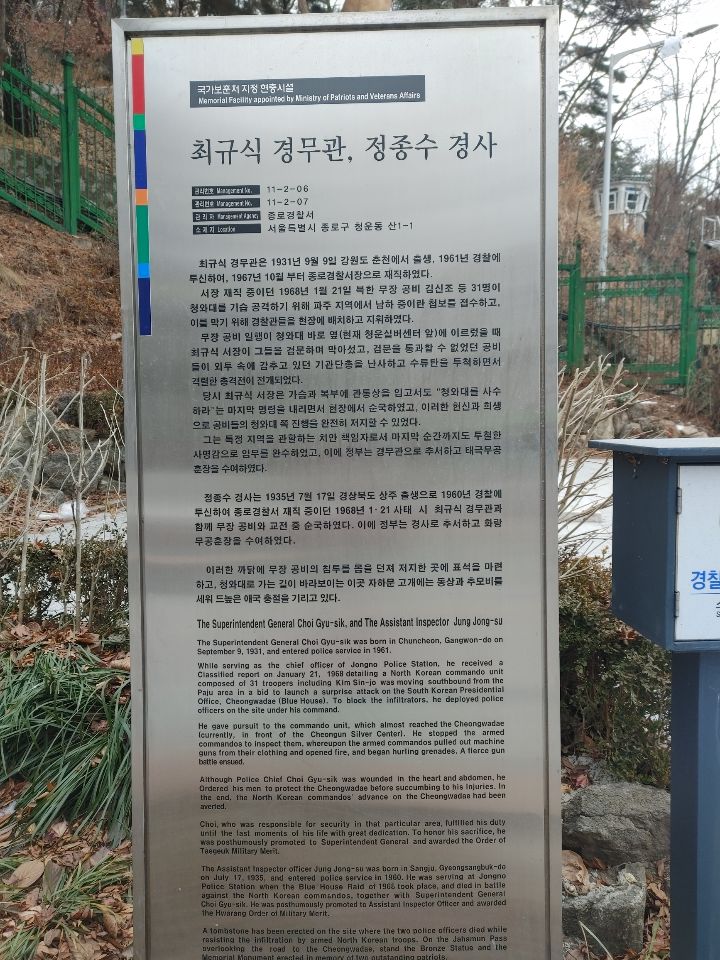 국가보훈처 지정 현충시설
Memorial Facility appointed by Ministry of Patriots and Veterans Affairs
최규식 경무관, 정종수 경사
관리번호 Management No. 11-2-06
관리번호 Management No. 11-2-07
관 리 자 Management Agency 종로경찰서
소 재 지 Location 서울특별시 종로구 청운동 산1-1
최규식 경무관은 1931년 9월 9일 강원도 춘천에서 출생, 1961년 경찰에
투신하여, 1967년 10월 부터 종로경찰서장으로 재직하였다.
서장 재직 중이던 1968년 1월 21일 북한 무장 공비 김신조 등 31명이
청와대를 기습 공격하기 위해 파주 지역에서 남하 중이란 첩보를 접수하고,
이를 막기 위해 경찰관들을 현장에 배치하고 지휘하였다.
무장 공비 일행이 청와대 바로 옆(현재 청운실버센터 앞)에 이르렀을 때
최규식 서장이 그들을 검문하며 막아섰고, 검문을 통과할 수 없었던 공비
들이 외투 속에 감추고 있던 기관단총을 난사하고 수류탄을 투척하면서
격렬한 총격전이 전개되었다.
당시 최규식 서장은 가슴과 복부에 관통상을 입고서도 "청와대를 사수
하라"는 마지막 명령을 내리면서 현장에서 순국하였고, 이러한 헌신과 희생
으로 공비들의 청와대 쪽 진행을 완전히 저지할 수 있었다.
그는 특정 지역을 관할하는 치안 책임자로서 마지막 순간까지도 투철한
사명감으로 임무를 완수하였고, 이에 정부는 경무관으로 추서하고 태극무공
훈장을 수여하였다.
정종수 경사는 1935년 7월 17일 경상북도 상주 출생으로 1960년 경찰에
투신하여 종로경찰서 재직 중이던 1968년 1·21 사태 시 최규식 경무관과
함께 무장 공비와 교전 중 순국하였다. 이에 정부는 경사로 추서하고 화랑
무공훈장을 수여하였다.
이러한 까닭에 무장 공비의 침투를 몸을 던져 저지한 곳에 표석을 마련
하고, 청와대로 가는 길이 바라보이는 이곳 자하문 고개에는 동상과 추모비를
세워 드높은 애국 충절을 기리고 있다.
The Superintendent General Choi Gyu-sik, and The Assistant Inspector Jung Jong-su
The Superintendent General Choi Gyu-sik was born in Chuncheon, Gangwon-do on
September 9, 1931, and entered police service in 1961.
While serving as the chief officer of Jongno Police Station, he received a
Classified report on January 21, 1968 detailing a North Korean commando unit
composed of 31 troopers including Kim Sin-jo was moving southbound from the
Paju area in a bid to launch a surprise attack on the South Korean Presidential
Office, Cheongwadae (Blue House). To block the infiltrators, he deployed police
officers on the site under his command.
He gave pursuit to the commando unit, which almost reached the Cheongwadae
(currently, in front of the Cheongun Silver Center). He stopped the armed
commandos to inspect them, whereupon the armed commandos pulled out machine
guns from their clothing and opened fire, and began hurling grenades. A fierce gun
battle ensued.
Although Police Chief Choi Gyu-sik was wounded in the heart and abdomen, he
Ordered his men to protect the Cheongwadae before succumbing to his injuries. In
the end, the North Korean commandos' advance on the Cheongwadae had been
averted.
Choi, who was responsible for security in that particular area, fulfilled his duty
until the last moments of his life with great dedication. To honor his sacrifice, he
was posthumously promoted to Superintendent General and awarded the Order of
Taegeuk Military Merit.
The Assistant Inspector officer Jung Jong-su was born in Sangju, Gyeongsangbuk-do
on July 17, 1935, and entered police service in 1960. He was serving at Jongno
Police Station when the Blue House Raid of 1968 took place, and died in battle
against the North Korean commandos, together with Superintendent General
Choi Gyu-sik. He was posthumously promoted to Assistant Inspector Officer and awarded
the Hwarang Order of Military Merit.
A tombstone has been erected on the site where the two police officers died while
resisting the infiltration by armed North Korean troops. On the Jahamun Pass
overlooking the road to the Cheongwadae, stand the Bronze Statue and the
Memorial Monument erected in memory of two outstanding patriots.
경찰